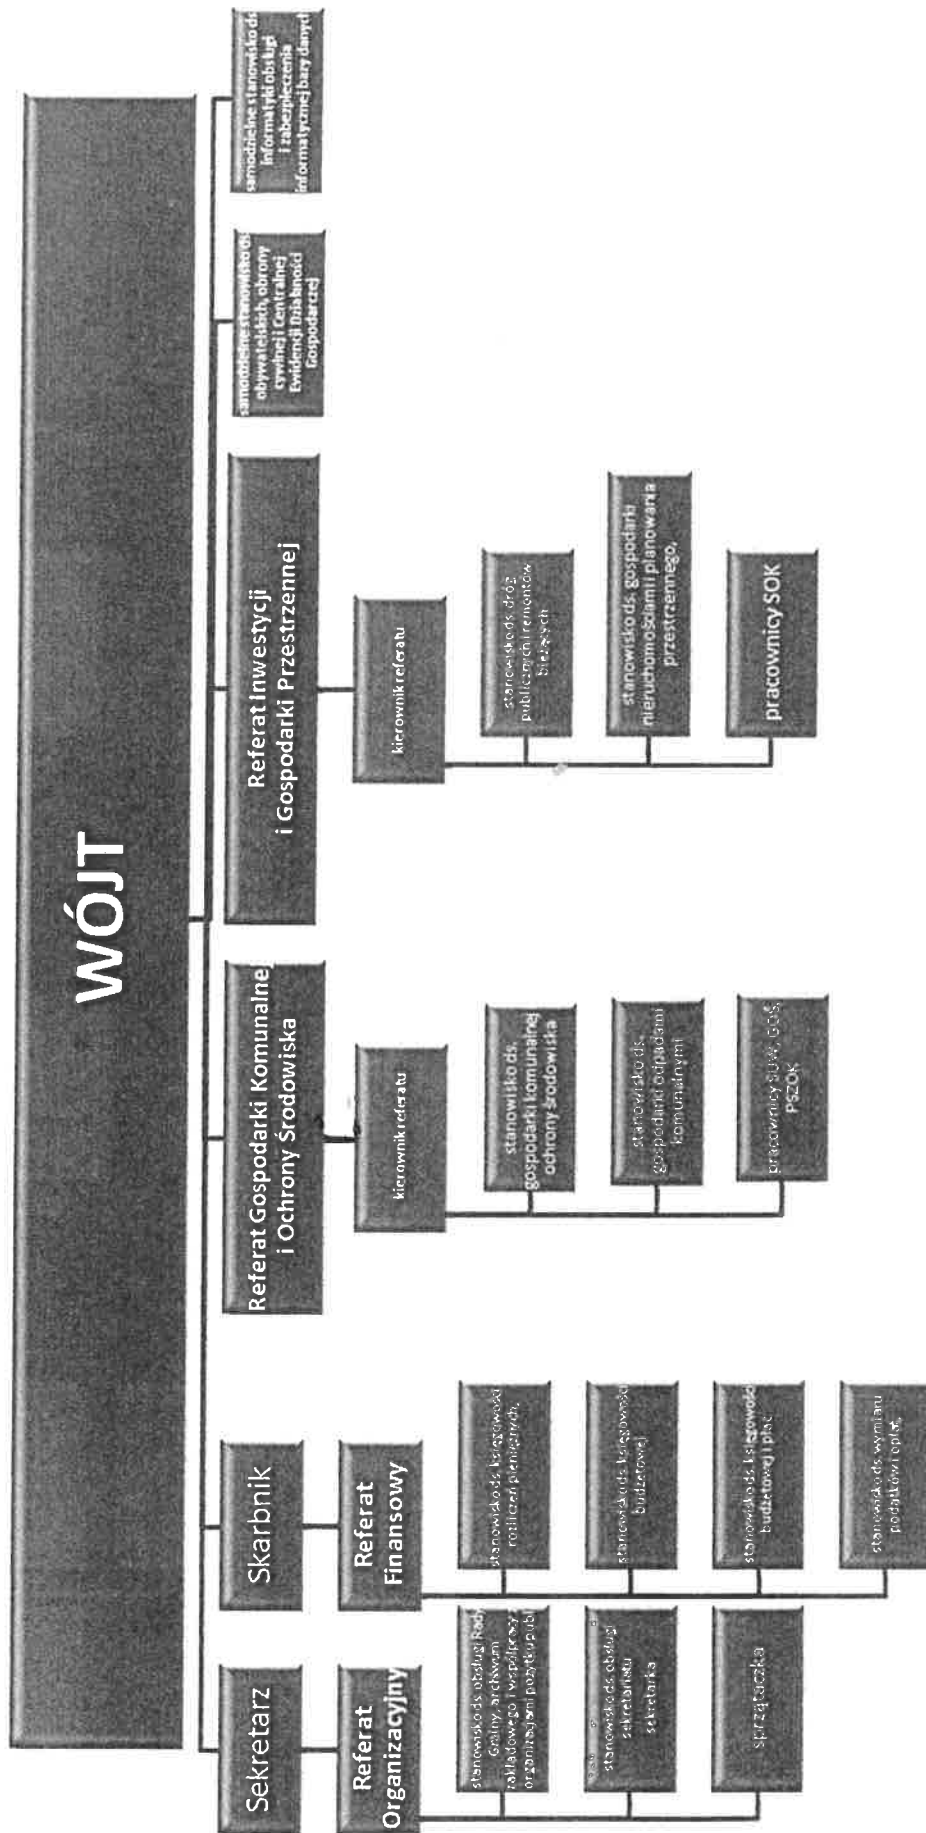 WÓJT
Sekretarz
Referat
Organizacyjny
stanowisko ds. obsługi Rady
Gminy, archiwum
zakładowego i współpracy z
organizacjami pożytku publ
stanowisko ds. obsługi
sekretariatu
sekretarka
sprzątaczka
Skarbnik
Referat
Finansowy
stanowisko ds. księgowości
rozliczeń pieniężnych,
stanowisko ds. księgowości
budżetowej
stanowisko ds. księgowości
budżetowej i płac
stanowisko ds. wymiaru
podatków i opłat,
Referat Gospodarki Komunalnej
i Ochrony Środowiska
kierownik referatu
stanowisko ds.
gospodarki komunalnej
ochrony środowiska
stanowisko ds.
gospodarki odpadami
komunalnymi
pracownicy SUW, GOŚ,
PSZOK
Referat Inwestycji
i Gospodarki Przestrzennej
kierownik referatu
stanowisko ds. dróg
publicznych i remontów
bieżących
stanowisko ds. gospodarki
nieruchomościami i planowania
przestrzennego,
pracownicy SOK
samodzielne stanowisko ds
obywatelskich, obrony
cywilnej i Centralnej
Ewidencji Działalności
Gospodarczej
samodzielne stanowisko ds
informatyki obsługi
i zabezpieczenia
informatycznej bazy danych